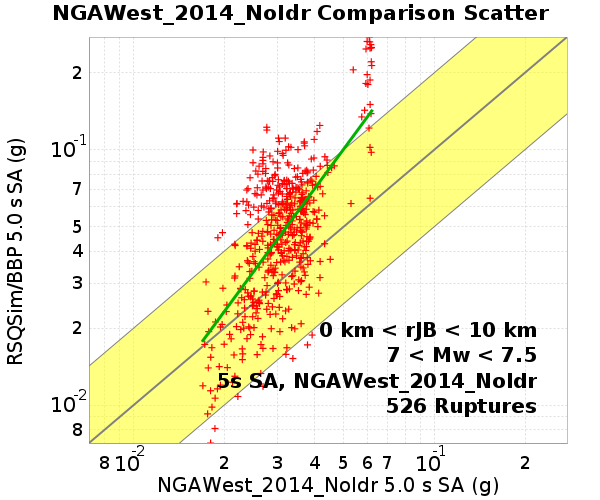 NGAWest_2014_NoIdr Comparison Scatter
RSQSim/BBP 5.0 s SA (g)
2
10-1
7
5
4
3
2
10-2
8
0 km < rJB < 10 km
7 < Mw < 7.5
5s SA, NGAWest_2014_NoIdr
526 Ruptures
8 10-2 2 3 4 5 6 7 10-1 2
NGAWest_2014_NoIdr 5.0 s SA (g)